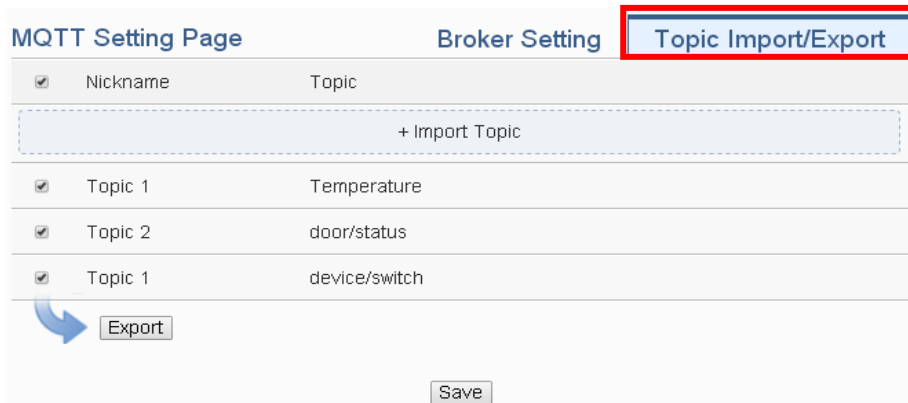 MQTT Setting Page Broker Setting Topic Import/Export
Nickname Topic
+ Import Topic
Topic 1 Temperature
Topic 2 door/status
Topic 1 device/switch
Export
Save